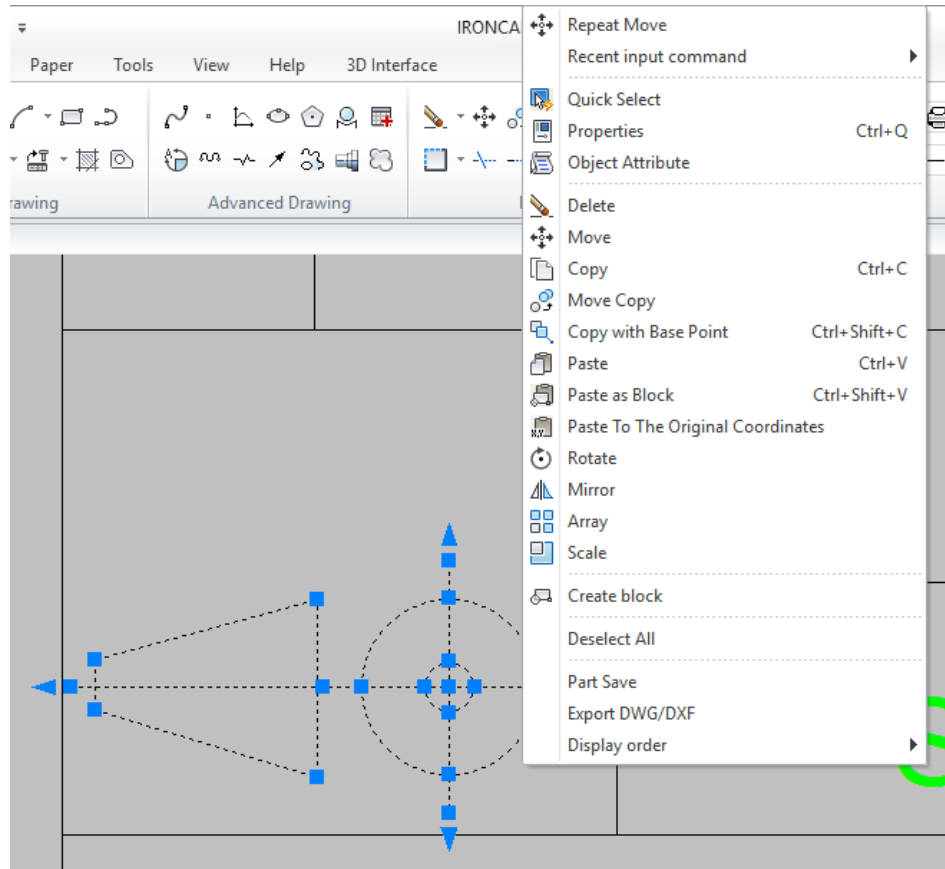 IRONCA
Paper Tools View Help 3D Interface
Advanced Drawing
Repeat Move
Recent input command
Quick Select
Properties Ctrl+Q
Object Attribute
Delete
Move
Copy Ctrl+C
Move Copy
Copy with Base Point Ctrl+Shift+C
Paste Ctrl+V
Paste as Block Ctrl+Shift+V
Paste To The Original Coordinates
Rotate
Mirror
Array
Scale
Create block
Deselect All
Part Save
Export DWG/DXF
Display order